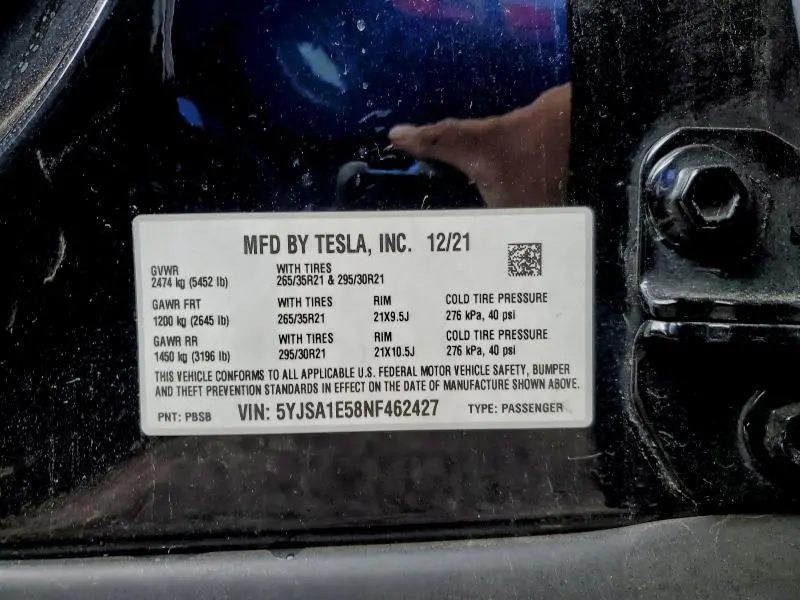 MFD BY TESLA, INC. 12/21
GVWR WITH TIRES
2474 kg (5452 lb) 265/35R21 & 295/30R21
GAWR FRT WITH TIRES RIM COLD TIRE PRESSURE
1200 kg (2645 lb) 265/35R21 21X9.5J 276 kPa, 40 psi
GAWR RR WITH TIRES RIM COLD TIRE PRESSURE
1450 kg (3196 lb) 295/30R21 21X10.5J 276 kPa, 40 psi
THIS VEHICLE CONFORMS TO ALL APPLICABLE U.S. FEDERAL MOTOR VEHICLE SAFETY, BUMPER
AND THEFT PREVENTION STANDARDS IN EFFECT ON THE DATE OF MANUFACTURE SHOWN ABOVE.
PNT: PBSB VIN: 5YJSA1E58NF462427 TYPE: PASSENGER